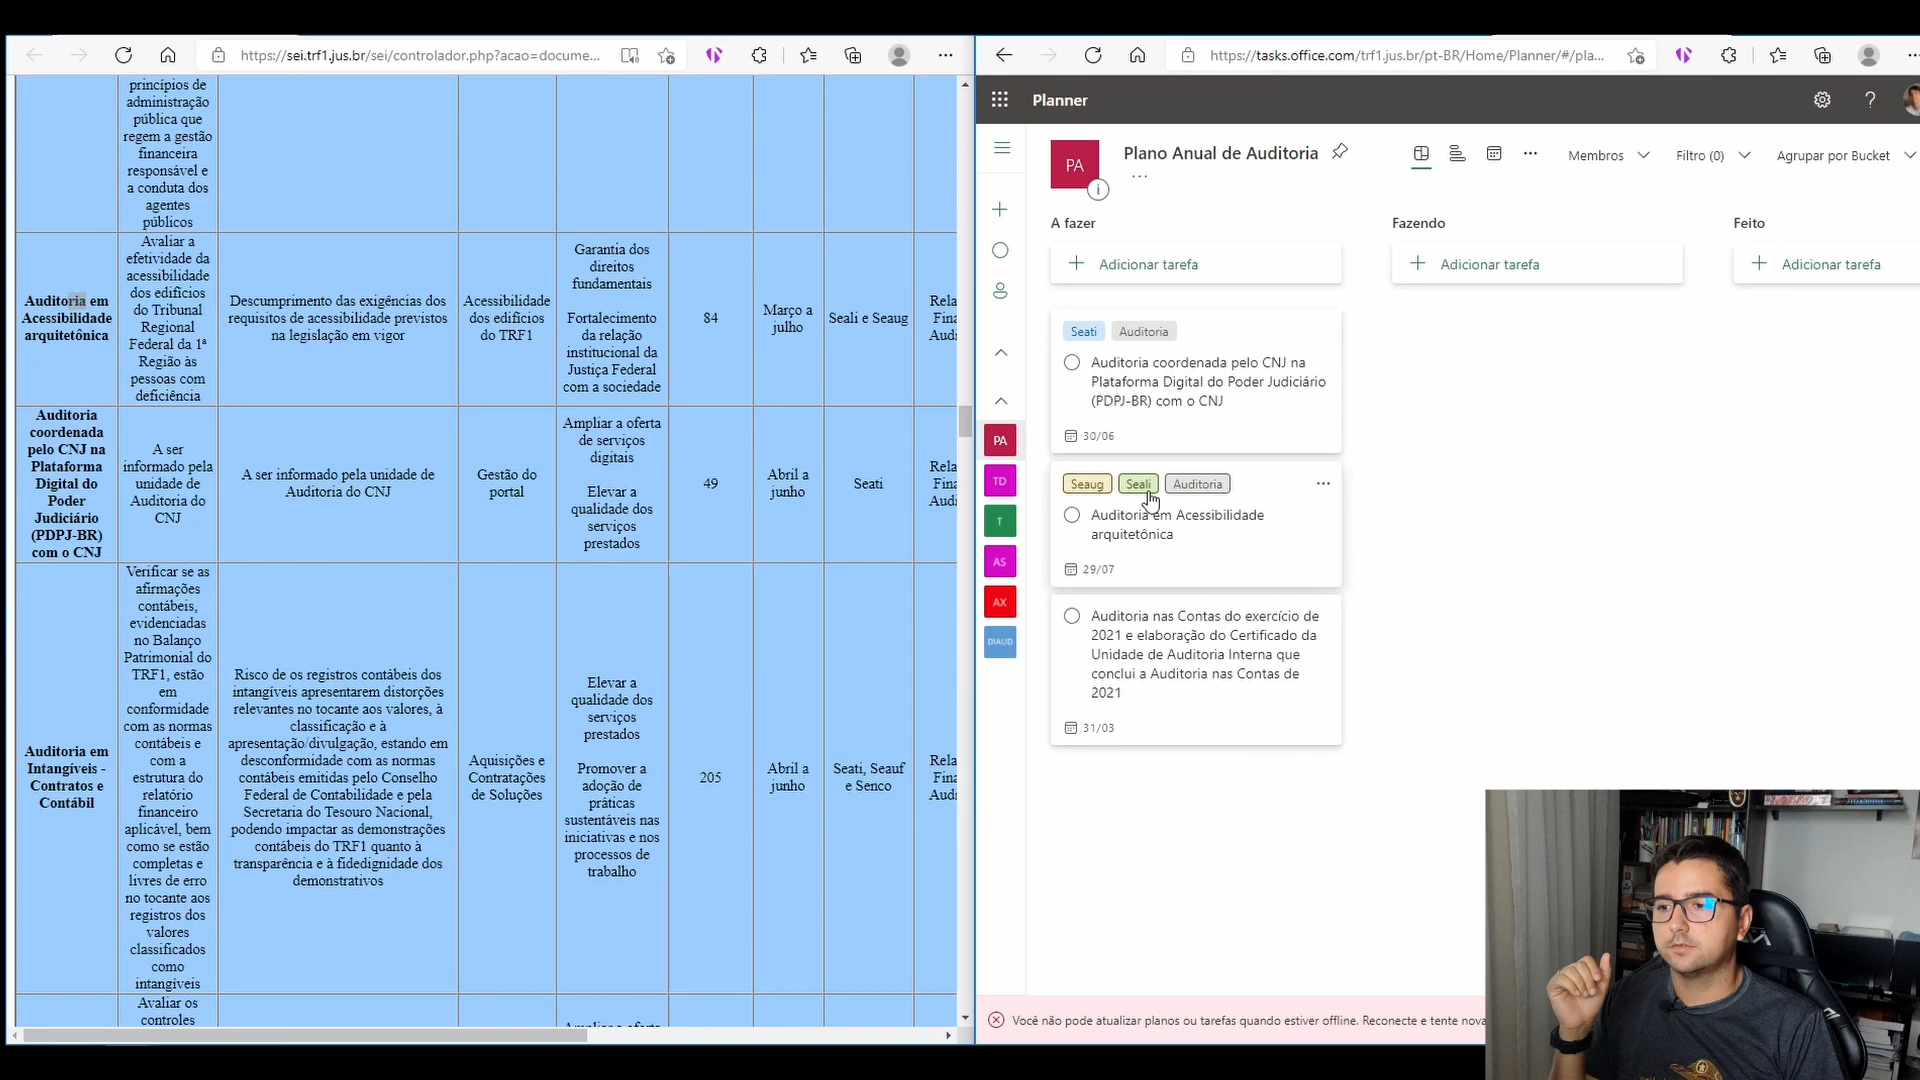 https://sei.trf1.jus.br/sei/controlador.php?acao=docume...
princípios de
administração
pública que
regem a gestão
financeira
responsável e
a conduta dos
agentes
públicos
Auditoria em
Acessibilidade
arquitetônica
Avaliar a
efetividade da
acessibilidade
dos edifícios
do Tribunal
Regional
Federal da 1ª
Região às
pessoas com
deficiência
Descumprimento das exigências dos
requisitos de acessibilidade previstos
na legislação em vigor
Acessibilidade
dos edifícios
do TRF1
Garantia dos
direitos
fundamentais
Fortalecimento
da relação
institucional da
Justiça Federal
com a sociedade
84
Março a
julho
Seali e Seaug
Rela
Fina
Audi
Auditoria
coordenada
pelo CNJ na
Plataforma
Digital do
Poder
Judiciário
(PDPJ-BR)
com o CNJ
A ser
informado pela
unidade de
Auditoria do
CNJ
A ser informado pela unidade de
Auditoria do CNJ
Gestão do
portal
Ampliar a oferta
de serviços
digitais
Elevar a
qualidade dos
serviços
prestados
49
Abril a
junho
Seati
Rela
Fina
Audi
Auditoria em
Intangíveis -
Contratos e
Contábil
Verificar se as
afirmações
contábeis,
evidenciadas
no Balanço
Patrimonial do
TRF1, estão
em
conformidade
com as normas
contábeis e
com a
estrutura do
relatório
financeiro
aplicável, bem
como se estão
completas e
livres de erro
no tocante aos
registros dos
valores
classificados
como
intangíveis
Risco de os registros contábeis dos
intangíveis apresentarem distorções
relevantes no tocante aos valores, à
classificação e à
apresentação/divulgação, estando em
desconformidade com as normas
contábeis emitidas pelo Conselho
Federal de Contabilidade e pela
Secretaria do Tesouro Nacional,
podendo impactar as demonstrações
contábeis do TRF1 quanto à
transparência e à fidedignidade dos
demonstrativos
Aquisições e
Contratações
de Soluções
Elevar a
qualidade dos
serviços
prestados
Promover a
adoção de
práticas
sustentáveis nas
iniciativas e nos
processos de
trabalho
205
Abril a
junho
Seati, Seauf
e Senco
Rela
Fina
Audi
Avaliar os
controles
https://tasks.office.com/trf1.jus.br/pt-BR/Home/Planner/#/pla...
Planner
PA
Plano Anual de Auditoria
...
Membros
Filtro (0)
Agrupar por Bucket
A fazer
Fazendo
Feito
Adicionar tarefa
Adicionar tarefa
Adicionar tarefa
Seati Auditoria
Auditoria coordenada pelo CNJ na
Plataforma Digital do Poder Judiciário
(PDPJ-BR) com o CNJ
30/06
Seaug Seali Auditoria
Auditoria em Acessibilidade
arquitetônica
29/07
Auditoria nas Contas do exercício de
2021 e elaboração do Certificado da
Unidade de Auditoria Interna que
conclui a Auditoria nas Contas de
2021
31/03
PA
TD
T
AS
AX
DIAUD
Você não pode atualizar planos ou tarefas quando estiver offline. Reconecte e tente nova